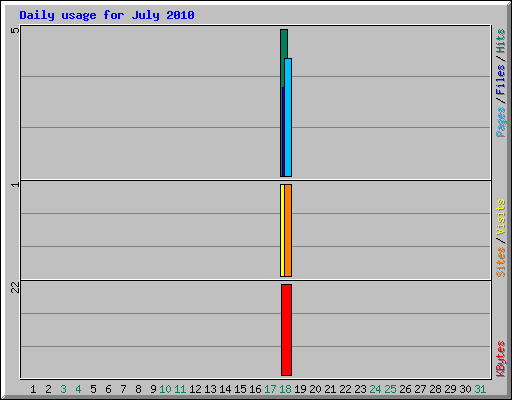 Daily usage for July 2010
5
Pages/Files/Hits
1
Sites/Visits
22
KBytes
1 2 3 4 5 6 7 8 9 10 11 12 13 14 15 16 17 18 19 20 21 22 23 24 25 26 27 28 29 30 31